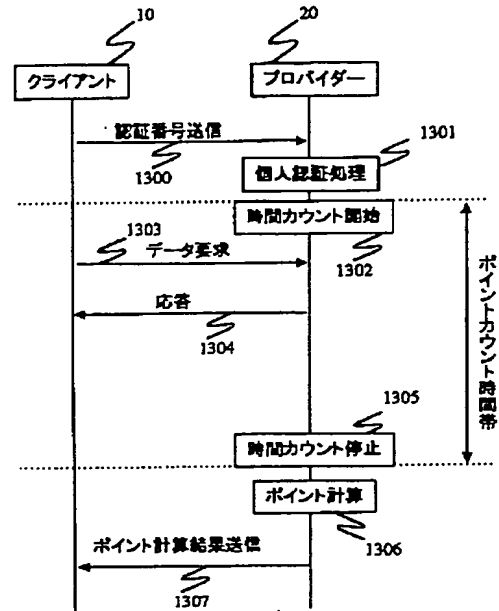 10
20
クライアント
プロバイダー
認証番号送信
1300
1301
個人認証処理
時間カウント開始
1303
データ要求
1302
応答
1304
ポイントカウント時間帯
1305
時間カウント停止
ポイント計算
1306
ポイント計算結果送信
1307